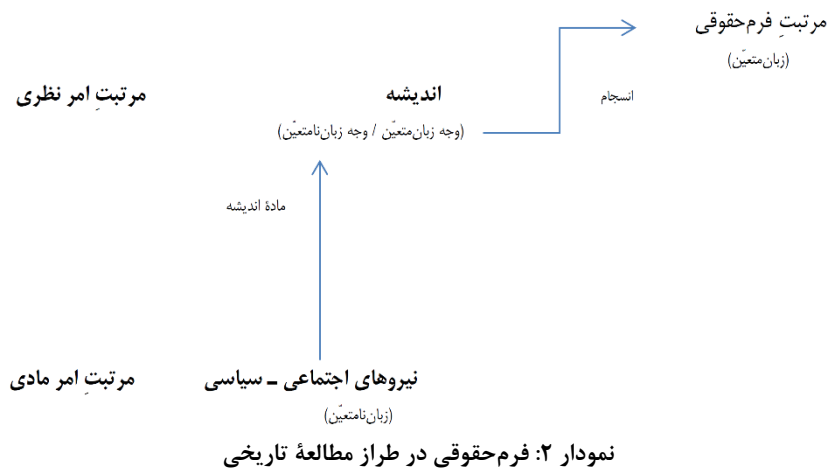 مرتبتِ فرم‌حقوقی
(زبان‌متعیّن)
انسجام
اندیشه
مرتبتِ امر نظری
(وجه زبان‌متعیّن / وجه زبان‌نامتعیّن)
مادۀ اندیشه
نیروهای اجتماعی ـ سیاسی
مرتبتِ امر مادی
(زبان‌نامتعیّن)
نمودار ۲: فرم‌حقوقی در طراز مطالعۀ تاریخی